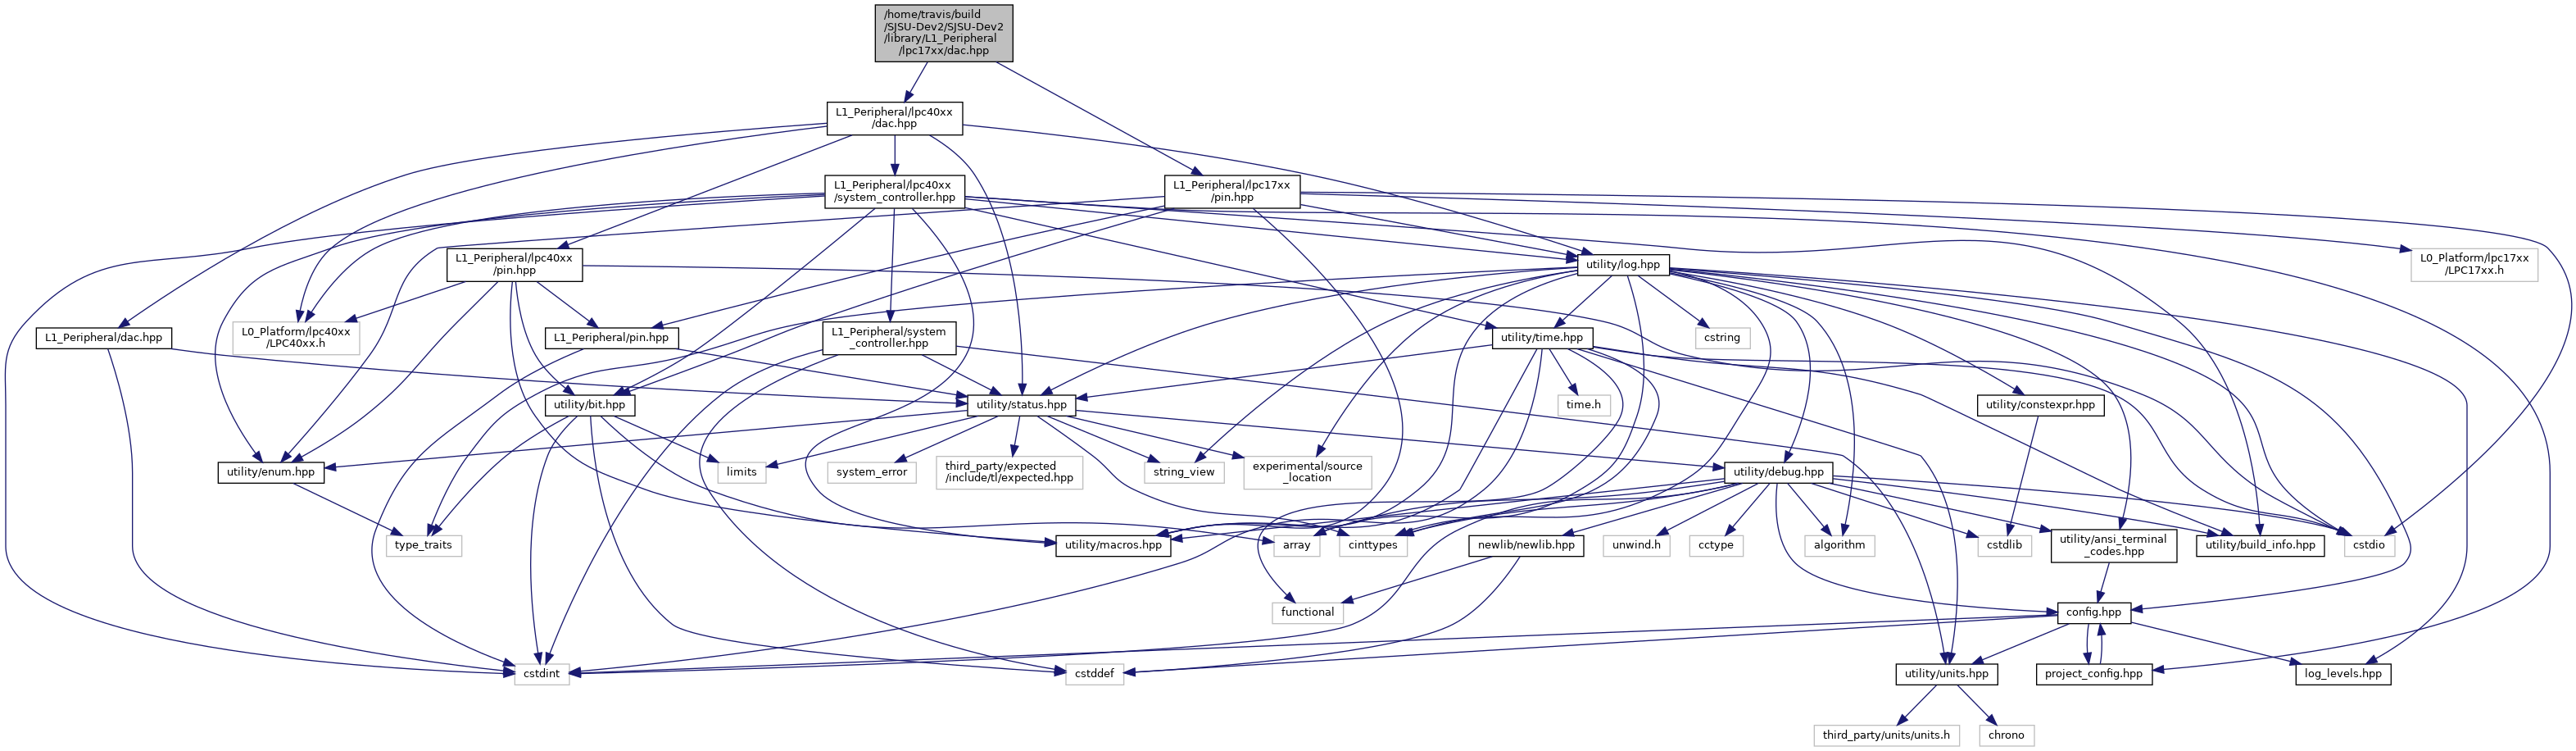 /home/travis/build
/SJSU-Dev2/SJSU-Dev2
/library/L1_Peripheral
/lpc17xx/dac.hpp
L1_Peripheral/lpc40xx
/dac.hpp
L1_Peripheral/lpc40xx
/system_controller.hpp
L1_Peripheral/lpc17xx
/pin.hpp
L1_Peripheral/lpc40xx
/pin.hpp
utility/log.hpp
L0_Platform/lpc17xx
/LPC17xx.h
L1_Peripheral/dac.hpp
L0_Platform/lpc40xx
/LPC40xx.h
L1_Peripheral/pin.hpp
L1_Peripheral/system
_controller.hpp
utility/time.hpp
cstring
utility/bit.hpp
utility/status.hpp
time.h
utility/constexpr.hpp
utility/enum.hpp
limits
system_error
third_party/expected
/include/tl/expected.hpp
string_view
experimental/source
_location
utility/debug.hpp
type_traits
utility/macros.hpp
array
cinttypes
newlib/newlib.hpp
unwind.h
cctype
algorithm
cstdlib
utility/ansi_terminal
_codes.hpp
utility/build_info.hpp
cstdio
functional
config.hpp
cstdint
cstddef
utility/units.hpp
project_config.hpp
log_levels.hpp
third_party/units/units.h
chrono